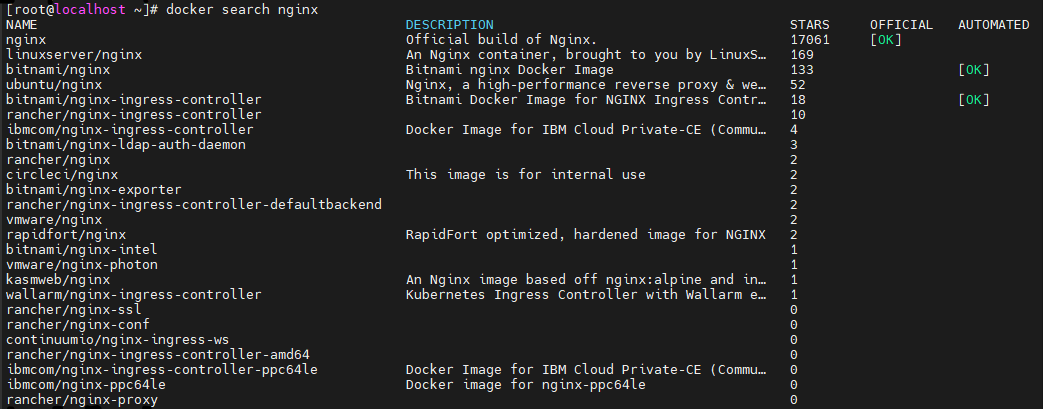 [root@localhost ~]# docker search nginx
NAME DESCRIPTION STARS OFFICIAL AUTOMATED
nginx Official build of Nginx. 17061 [OK]
linuxserver/nginx An Nginx container, brought to you by LinuxS… 169
bitnami/nginx Bitnami nginx Docker Image 133 [OK]
ubuntu/nginx Nginx, a high-performance reverse proxy & we… 52
bitnami/nginx-ingress-controller Bitnami Docker Image for NGINX Ingress Contr… 18 [OK]
rancher/nginx-ingress-controller 10
ibmcom/nginx-ingress-controller Docker Image for IBM Cloud Private-CE (Commu… 4
bitnami/nginx-ldap-auth-daemon 3
rancher/nginx 2
circleci/nginx This image is for internal use 2
bitnami/nginx-exporter 2
rancher/nginx-ingress-controller-defaultbackend 2
vmware/nginx 2
rapidfort/nginx RapidFort optimized, hardened image for NGINX 2
bitnami/nginx-intel 1
vmware/nginx-photon 1
kasmweb/nginx An Nginx image based off nginx:alpine and in… 1
wallarm/nginx-ingress-controller Kubernetes Ingress Controller with Wallarm e… 1
rancher/nginx-ssl 0
rancher/nginx-conf 0
continuumio/nginx-ingress-ws 0
rancher/nginx-ingress-controller-amd64 0
ibmcom/nginx-ingress-controller-ppc64le Docker Image for IBM Cloud Private-CE (Commu… 0
ibmcom/nginx-ppc64le Docker image for nginx-ppc64le 0
rancher/nginx-proxy 0